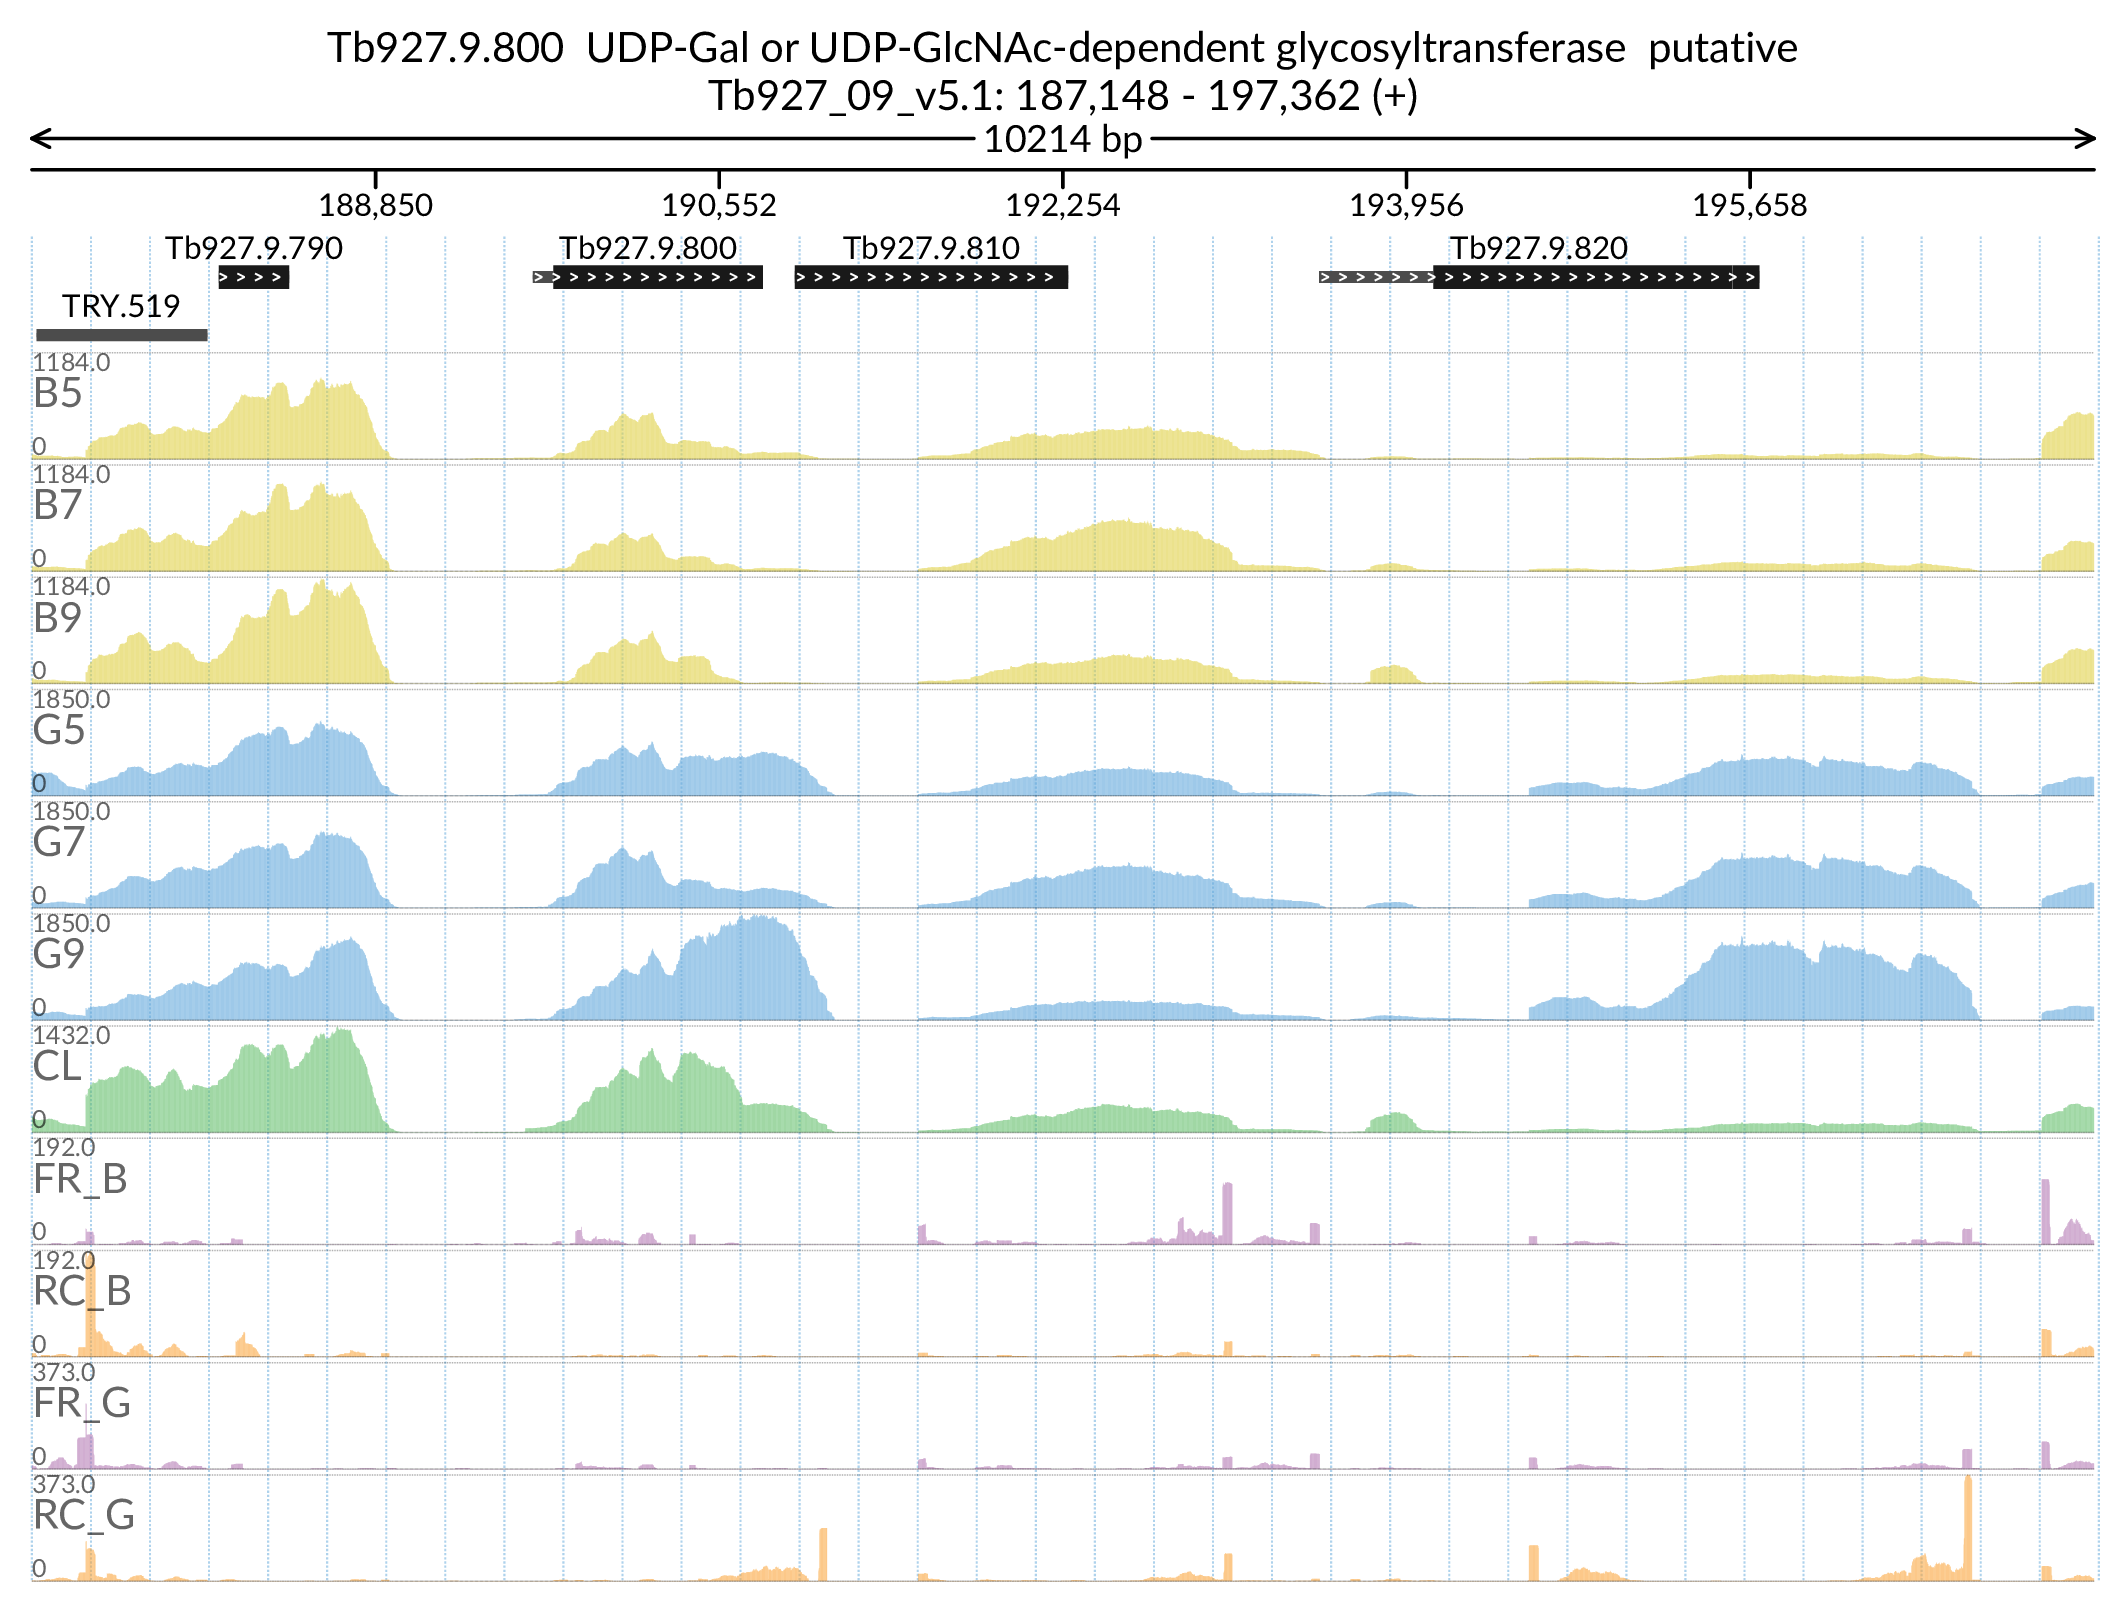 Tb927.9.800  UDP-Gal or UDP-GlcNAc-dependent glycosyltransferase  putative
Tb927_09_v5.1: 187,148 - 197,362 (+)
10214 bp
188,850 190,552 192,254 193,956 195,658
Tb927.9.790 Tb927.9.800 Tb927.9.810 Tb927.9.820
TRY.519
1184.0
B5
0
1184.0
B7
0
1184.0
B9
0
1850.0
G5
0
1850.0
G7
0
1850.0
G9
0
1432.0
CL
0
192.0
FR_B
0
192.0
RC_B
0
373.0
FR_G
0
373.0
RC_G
0